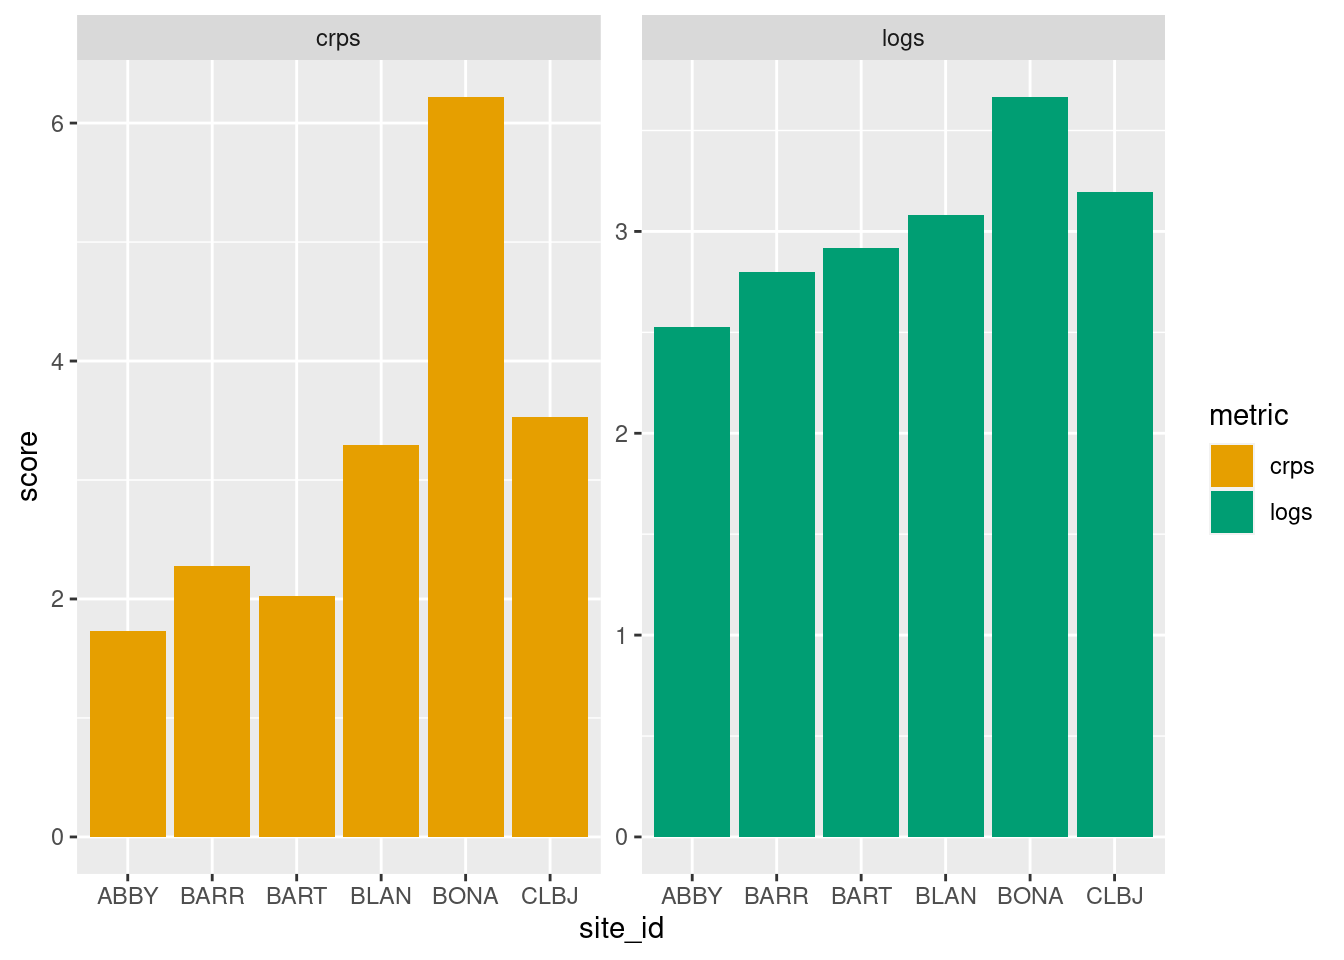 crps
logs
score
6
4
2
0
3
2
1
0
ABBY BARR BART BLAN BONA CLBJ
ABBY BARR BART BLAN BONA CLBJ
site_id
metric
crps
logs